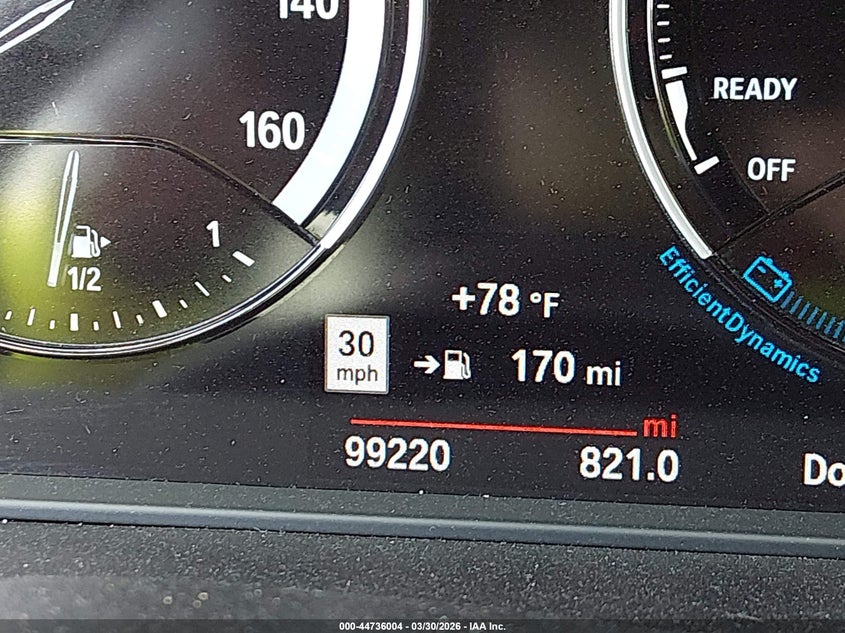 140
160
READY
OFF
1
1/2
+78 °F
EfficientDynamics
30
mph
170 mi
mi
99220
821.0
Do
000-44736004 - 03/30/2026 - IAA Inc.